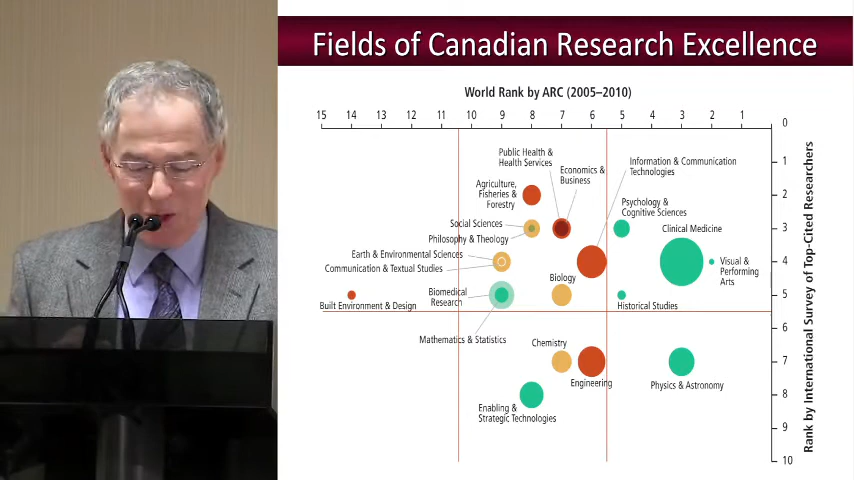 Fields of Canadian Research Excellence
World Rank by ARC (2005–2010)
15 14 13 12 11 10 9 8 7 6 5 4 3 2 1 0
1
2
3
4
5
6
7
8
9
10
Rank by International Survey of Top-Cited Researchers
Public Health &
Health Services
Economics &
Business
Information & Communication
Technologies
Agriculture,
Fisheries &
Forestry
Psychology &
Cognitive Sciences
Social Sciences
Philosophy & Theology
Clinical Medicine
Earth & Environmental Sciences
Communication & Textual Studies
Visual &
Performing
Arts
Biology
Biomedical
Research
Built Environment & Design
Historical Studies
Mathematics & Statistics
Chemistry
Engineering
Physics & Astronomy
Enabling &
Strategic Technologies